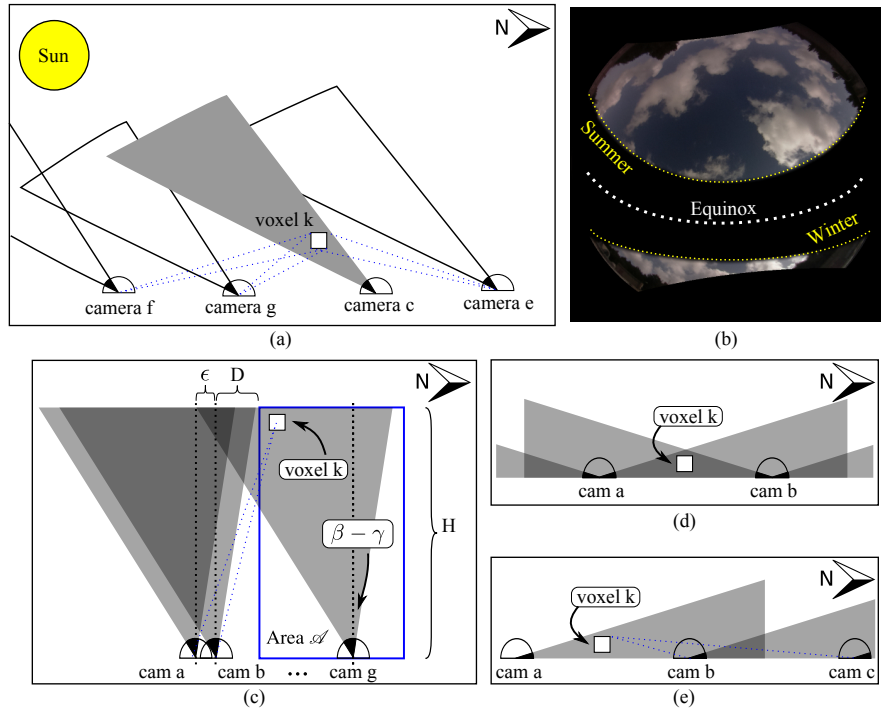 N
Sun
voxel k
camera f
camera g
camera c
camera e
(a)
Summer
Equinox
Winter
(b)
ϵ
D
N
voxel k
β − γ
H
Area 𝒜
cam a
cam b
...
cam g
(c)
N
voxel k
cam a
cam b
(d)
N
voxel k
cam a
cam b
cam c
(e)